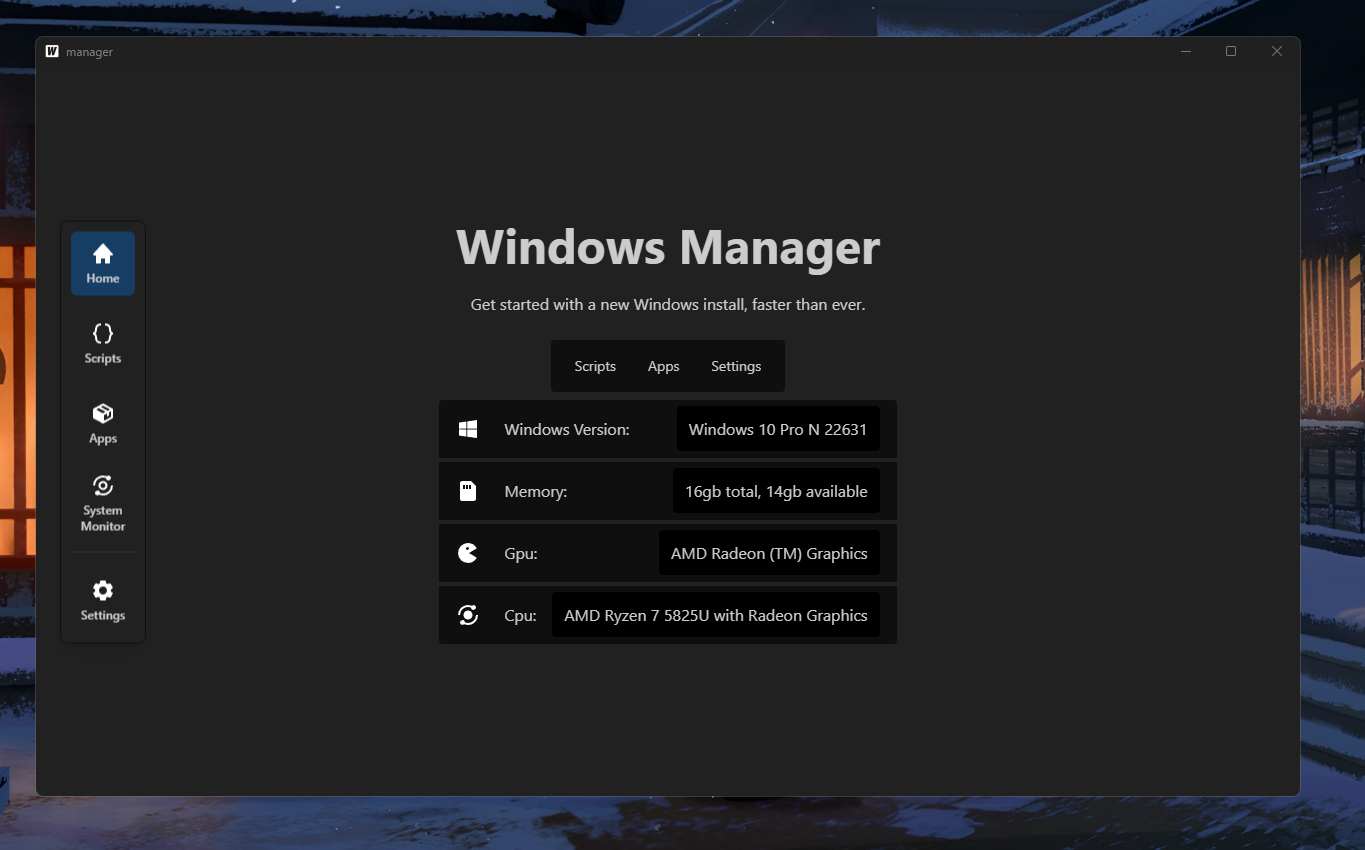 W manager
Home
Scripts
Apps
System
Monitor
Settings
Windows Manager
Get started with a new Windows install, faster than ever.
Scripts Apps Settings
Windows Version: Windows 10 Pro N 22631
Memory: 16gb total, 14gb available
Gpu: AMD Radeon (TM) Graphics
Cpu: AMD Ryzen 7 5825U with Radeon Graphics